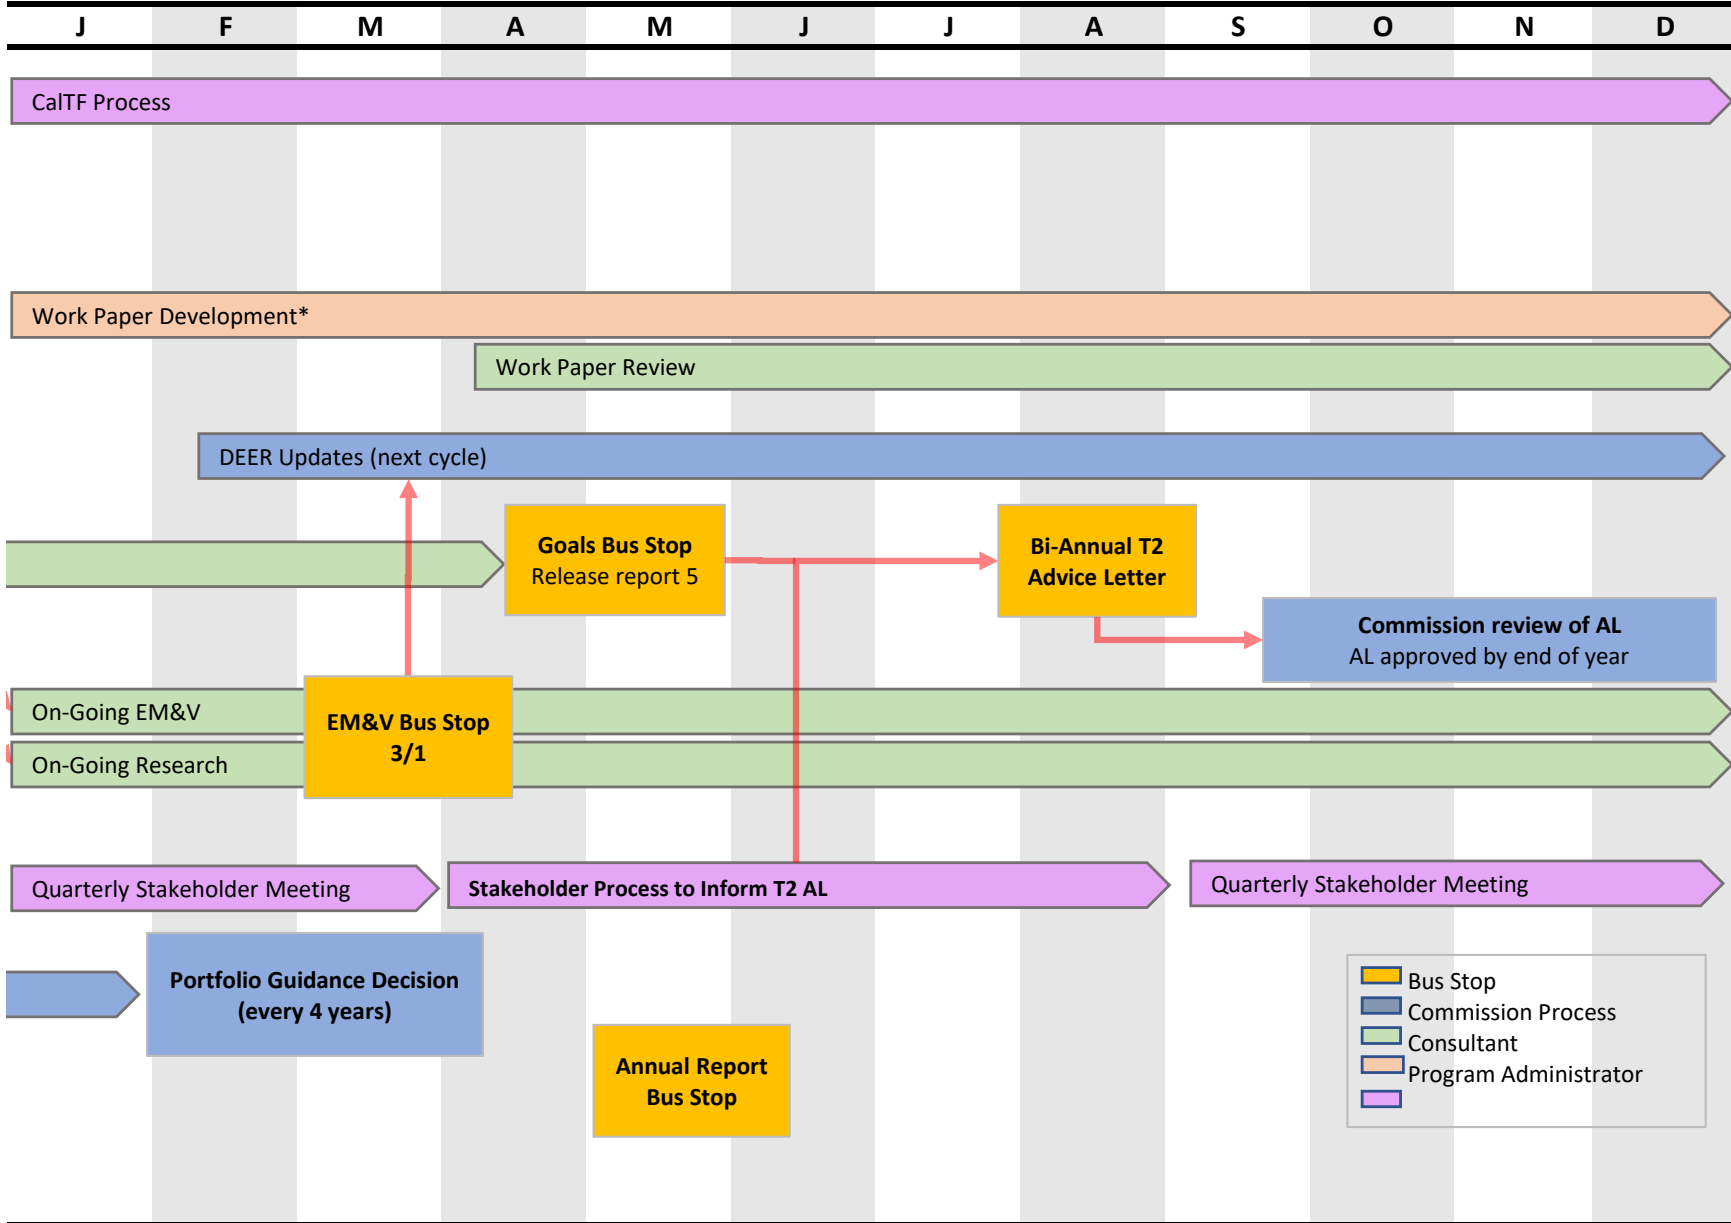 J F M A M J J A S O N D
CalTF Process
Work Paper Development*
Work Paper Review
DEER Updates (next cycle)
Goals Bus Stop
Release report 5
Bi-Annual T2
Advice Letter
Commission review of AL
AL approved by end of year
On-Going EM&V
EM&V Bus Stop
3/1
On-Going Research
Quarterly Stakeholder Meeting
Stakeholder Process to Inform T2 AL
Quarterly Stakeholder Meeting
Portfolio Guidance Decision
(every 4 years)
Annual Report
Bus Stop
Bus Stop
Commission Process
Consultant
Program Administrator